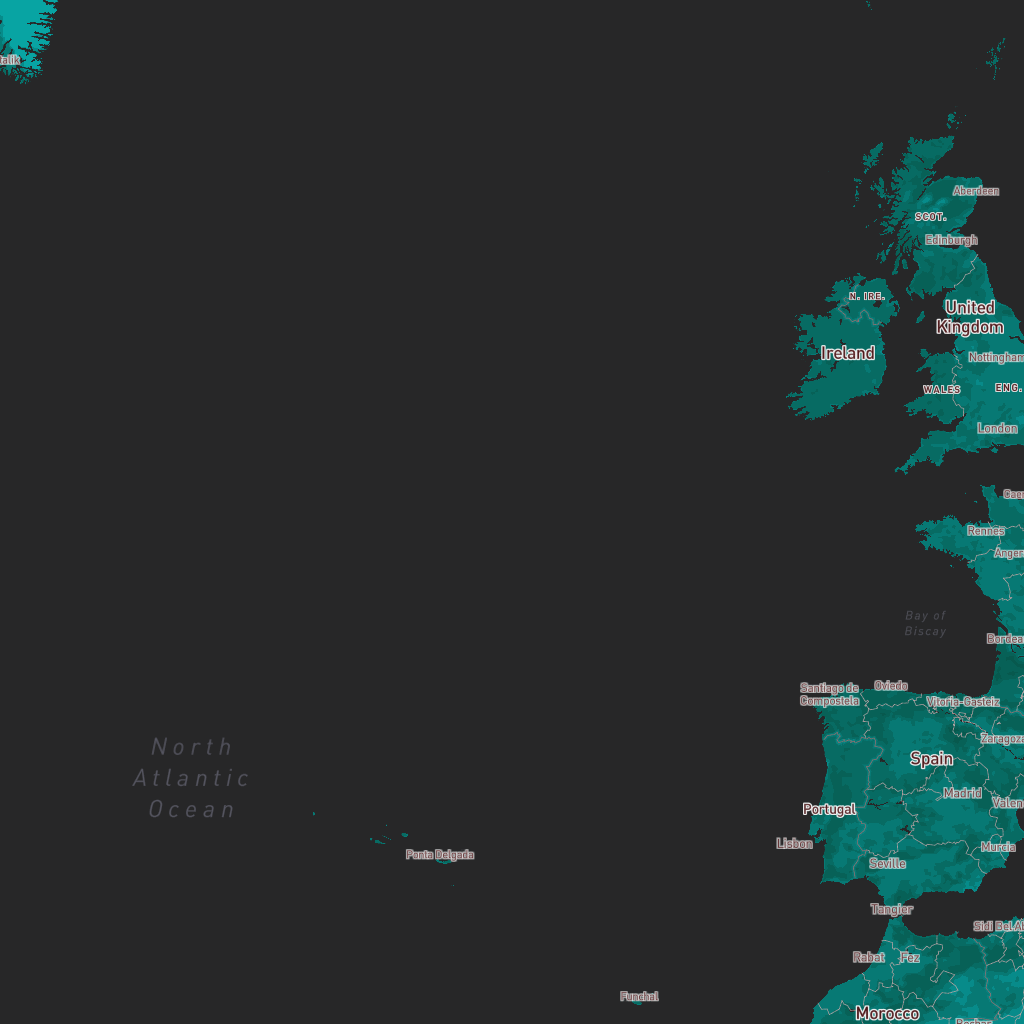 Aberdeen
SCOT.
Edinburgh
N. IRE.
United
Kingdom
Ireland
Nottingham
WALES
ENG.
London
Rennes
Bay of
Biscay
Santiago de
Compostela
Oviedo
Vitoria-Gasteiz
Zaragoza
North
Atlantic
Ocean
Spain
Madrid
Portugal
Lisbon
Ponta Delgada
Seville
Murcia
Tangier
Rabat
Fez
Funchal
Morocco